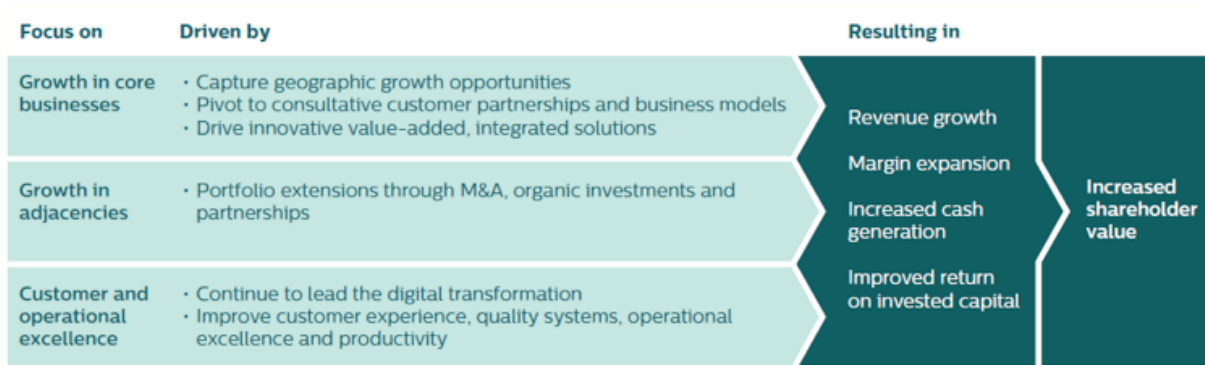 Focus on
Driven by
Resulting in
Growth in core
businesses
· Capture geographic growth opportunities
· Pivot to consultative customer partnerships and business models
· Drive innovative value-added, integrated solutions
Growth in
adjacencies
· Portfolio extensions through M&A, organic investments and
partnerships
Customer and
operational
excellence
· Continue to lead the digital transformation
· Improve customer experience, quality systems, operational
excellence and productivity
Revenue growth
Margin expansion
Increased cash
generation
Improved return
on invested capital
Increased
shareholder
value